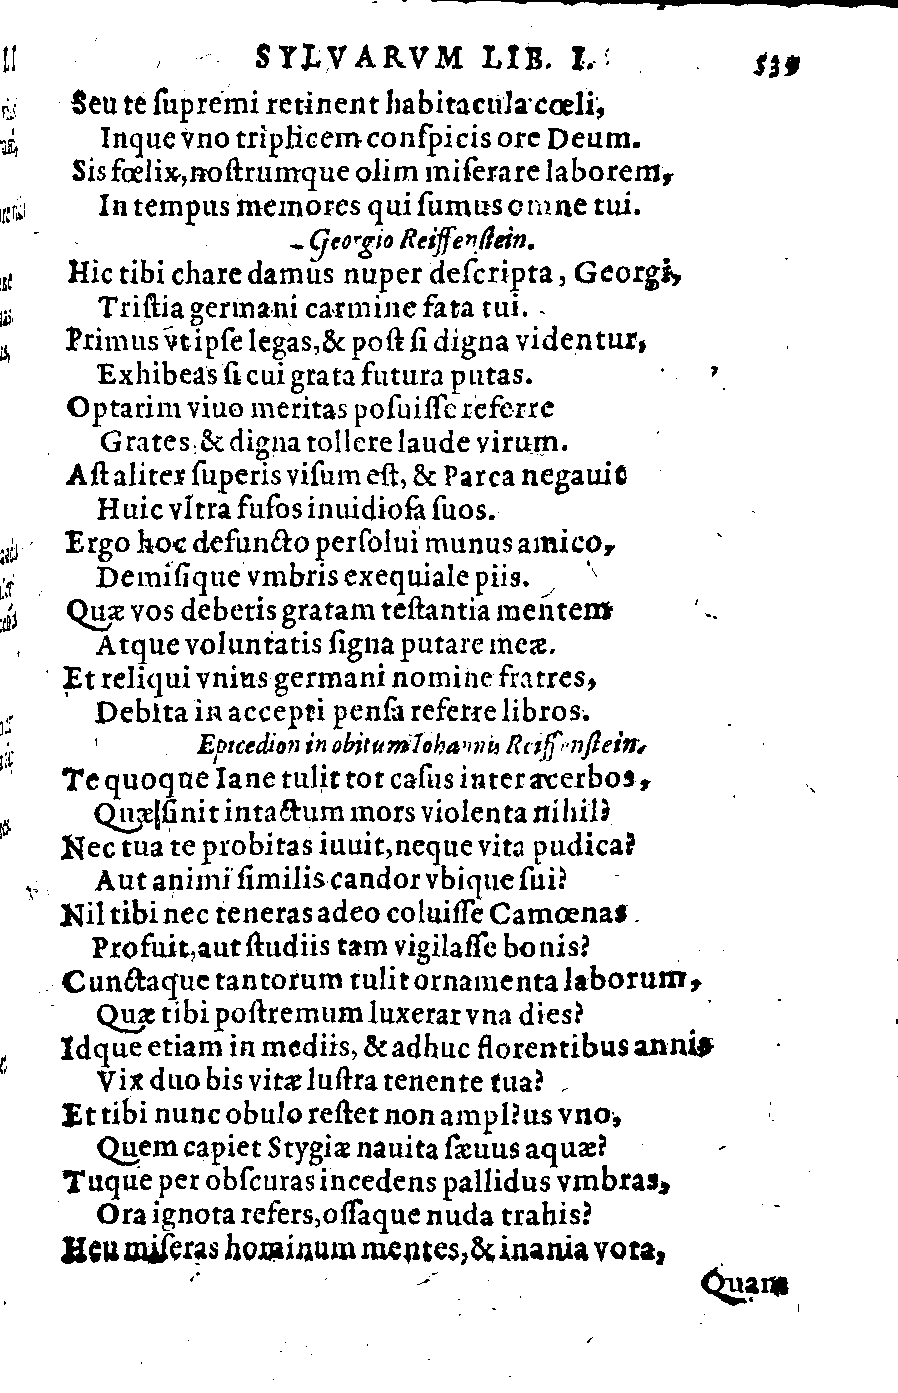 SYLVARVM LIB. I. 539
Seu te ſupremi retinent habitacula cœli,
Inque vno triplicem conſpicis ore Deum.
Sis fœlix, noſtrumque olim miſerare laborem,
In tempus memores qui ſumus omne tui.
Georgio Reiffenſtein.
Hic tibi chare damus nuper deſcripta, Georgi,
Triſtia germani carmine fata tui.
Primus vt ipſe legas, & poſt ſi digna videntur,
Exhibeas ſi cui grata futura putas.
Optarim viuo meritas poſuiſſe referre
Grates, & digna tollere laude virum.
Aſt aliter ſuperis viſum eſt, & Parca negauit
Huic vltra fuſos inuidioſa ſuos.
Ergo hoc defuncto perſolui munus amico,
Demiſique vmbris exequiale piis.
Quæ vos debetis gratam teſtantia mentem
Atque voluntatis ſigna putare meæ.
Et reliqui vnius germani nomine fratres,
Debita in accepti penſa referre libros.
Epicedion in obitum Iohannis Reiffenſtein.
Te quoque Iane tulit tot caſus inter acerbos,
Quæ ſinit intactum mors violenta nihil?
Nec tua te probitas iuuit, neque vita pudica?
Aut animi ſimilis candor vbique ſui?
Nil tibi nec teneras adeo coluiſſe Camœnas
Profuit, aut ſtudiis tam vigilaſſe bonis?
Cunctaque tantorum tulit ornamenta laborum,
Quæ tibi poſtremum luxerat vna dies?
Idque etiam in mediis, & adhuc florentibus annis
Vix duo bis vitæ luſtra tenente tua?
Et tibi nunc obulo reſtet non ampl?us vno,
Quem capiet Stygiæ nauita ſæuus aquæ?
Tuque per obſcuras incedens pallidus vmbras,
Ora ignota refers, oſſaque nuda trahis?
Heu miſeras hominum mentes, & inania vota,
Quam